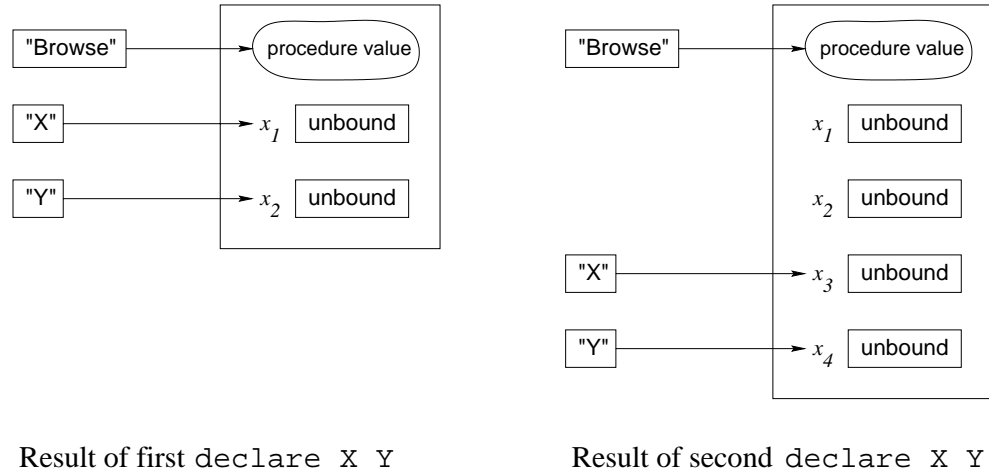 "Browse" procedure value
"X" x1 unbound
"Y" x2 unbound
Result of first declare X Y
"Browse" procedure value
x1 unbound
x2 unbound
"X" x3 unbound
"Y" x4 unbound
Result of second declare X Y